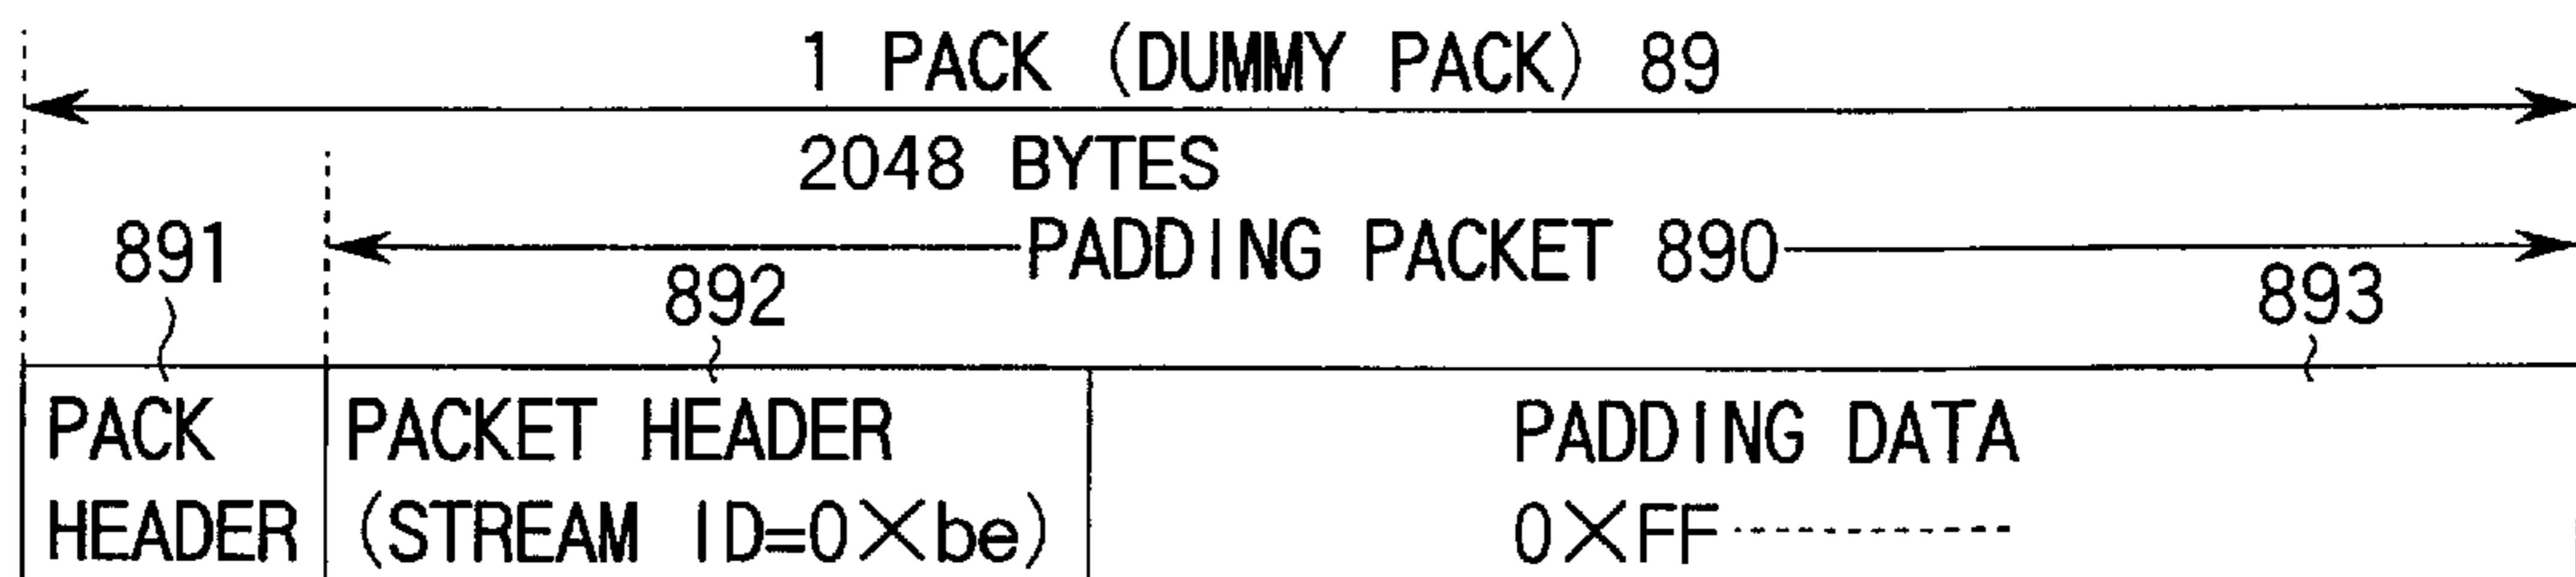 1 PACK (DUMMY PACK) 89
2048 BYTES
891
PADDING PACKET 890
892
893
PACK
HEADER
PACKET HEADER
(STREAM ID=0×be)
PADDING DATA
0×FF